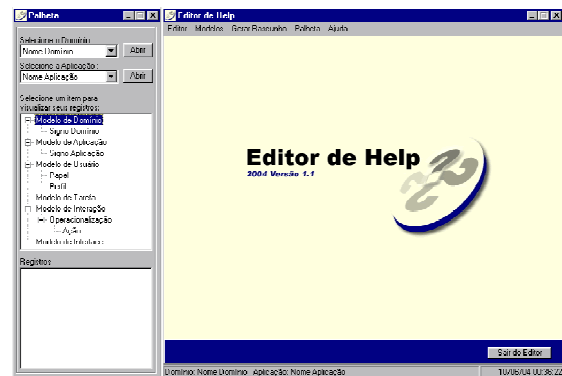 Palheta
Selecione o Domínio
Nome Domínio
Abrir
Selecione a Aplicação:
Nome Aplicação
Abrir
Selecione um item para
visualizar seus registros:
Modelo de Domínio
Signo Domínio
Modelo de Aplicação
Signo Aplicação
Modelo de Usuário
Papel
Perfil
Modelo de Tarefa
Modelo de Interação
Operacionalização
Ação
Modelo de Interface
Registros
Editor de Help
Editor Modelos Gerar Rascunho Palheta Ajuda
Editor de Help
2004 Versão 1.1
Sair do Editor
Domínio: Nome Domínio Aplicação: Nome Aplicação